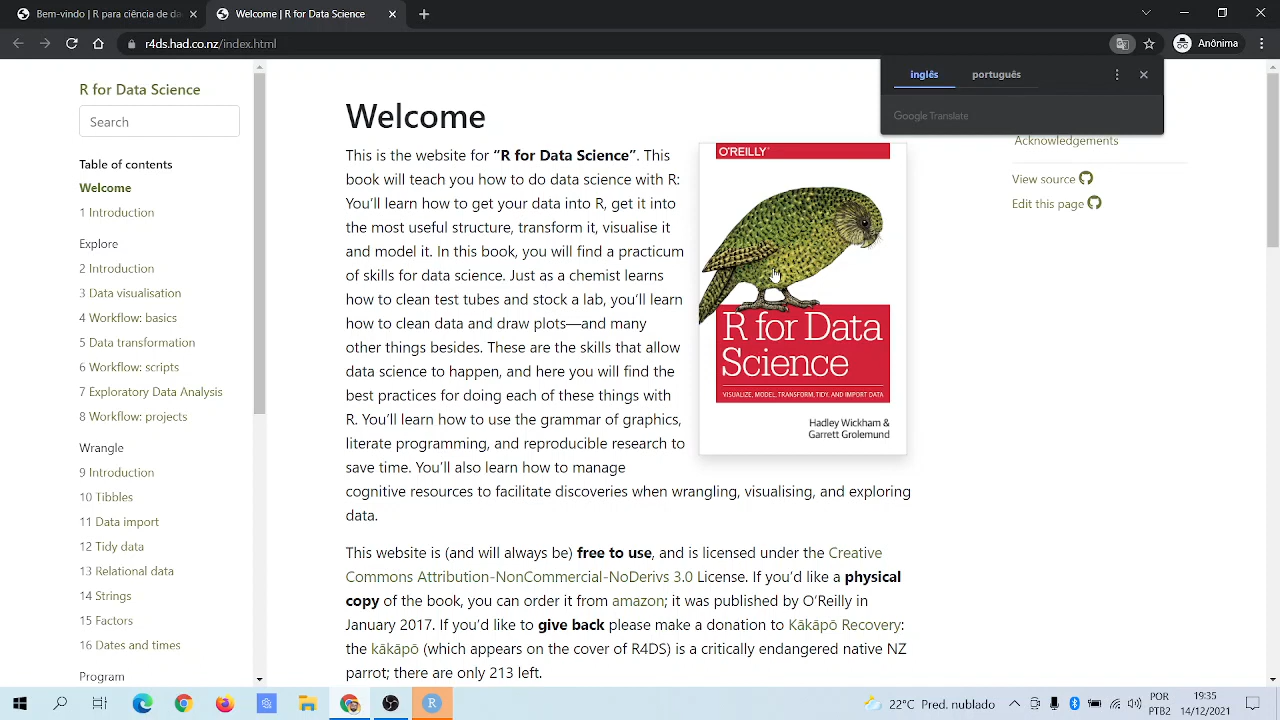 Bem-vindo | R para ciência de da
Welcome | R for Data Science
r4ds.had.co.nz/index.html
Anônima
inglês
português
Google Translate
R for Data Science
Search
Table of contents
Welcome
1 Introduction
Explore
2 Introduction
3 Data visualisation
4 Workflow: basics
5 Data transformation
6 Workflow: scripts
7 Exploratory Data Analysis
8 Workflow: projects
Wrangle
9 Introduction
10 Tibbles
11 Data import
12 Tidy data
13 Relational data
14 Strings
15 Factors
16 Dates and times
Program
Welcome
This is the website for “R for Data Science”. This
book will teach you how to do data science with R:
You’ll learn how to get your data into R, get it into
the most useful structure, transform it, visualise it
and model it. In this book, you will find a practicum
of skills for data science. Just as a chemist learns
how to clean test tubes and stock a lab, you’ll learn
how to clean data and draw plots—and many
other things besides. These are the skills that allow
data science to happen, and here you will find the
best practices for doing each of these things with
R. You’ll learn how to use the grammar of graphics,
literate programming, and reproducible research to
save time. You’ll also learn how to manage
cognitive resources to facilitate discoveries when wrangling, visualising, and exploring
data.
This website is (and will always be) free to use, and is licensed under the Creative
Commons Attribution-NonCommercial-NoDerivs 3.0 License. If you’d like a physical
copy of the book, you can order it from amazon; it was published by O’Reilly in
January 2017. If you’d like to give back please make a donation to Kākāpō Recovery:
the kākāpō (which appears on the cover of R4DS) is a critically endangered native NZ
parrot; there are only 213 left.
O'REILLY®
R for Data
Science
VISUALIZE, MODEL, TRANSFORM, TIDY, AND IMPORT DATA
Hadley Wickham &
Garrett Grolemund
Acknowledgements
View source
Edit this page
R
22°C Pred. nublado
POR
PTB2
19:35
14/12/2021